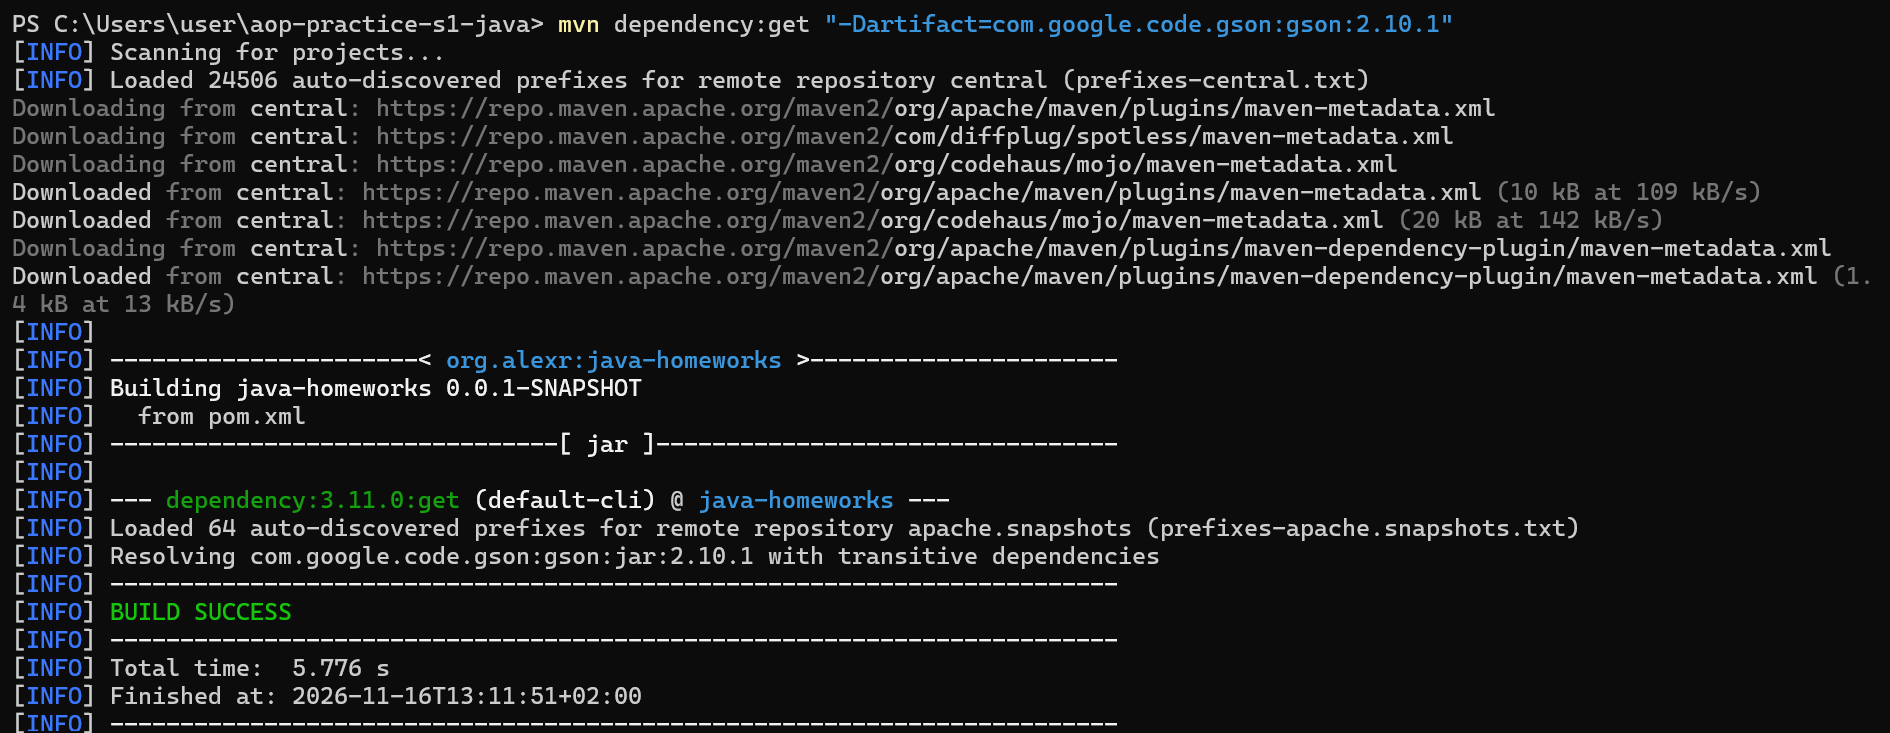 PS C:\Users\user\aop-practice-s1-java> mvn dependency:get "-Dartifact=com.google.code.gson:gson:2.10.1"
[INFO] Scanning for projects...
[INFO] Loaded 24506 auto-discovered prefixes for remote repository central (prefixes-central.txt)
Downloading from central: https://repo.maven.apache.org/maven2/org/apache/maven/plugins/maven-metadata.xml
Downloading from central: https://repo.maven.apache.org/maven2/com/diffplug/spotless/maven-metadata.xml
Downloading from central: https://repo.maven.apache.org/maven2/org/codehaus/mojo/maven-metadata.xml
Downloaded from central: https://repo.maven.apache.org/maven2/org/apache/maven/plugins/maven-metadata.xml (10 kB at 109 kB/s)
Downloaded from central: https://repo.maven.apache.org/maven2/org/codehaus/mojo/maven-metadata.xml (20 kB at 142 kB/s)
Downloading from central: https://repo.maven.apache.org/maven2/org/apache/maven/plugins/maven-dependency-plugin/maven-metadata.xml
Downloaded from central: https://repo.maven.apache.org/maven2/org/apache/maven/plugins/maven-dependency-plugin/maven-metadata.xml (1.
4 kB at 13 kB/s)
[INFO]
[INFO] ----------------------< org.alexr:java-homeworks >----------------------
[INFO] Building java-homeworks 0.0.1-SNAPSHOT
[INFO]   from pom.xml
[INFO] --------------------------------[ jar ]---------------------------------
[INFO]
[INFO] --- dependency:3.11.0:get (default-cli) @ java-homeworks ---
[INFO] Loaded 64 auto-discovered prefixes for remote repository apache.snapshots (prefixes-apache.snapshots.txt)
[INFO] Resolving com.google.code.gson:gson:jar:2.10.1 with transitive dependencies
[INFO] ------------------------------------------------------------------------
[INFO] BUILD SUCCESS
[INFO] ------------------------------------------------------------------------
[INFO] Total time:  5.776 s
[INFO] Finished at: 2026-11-16T13:11:51+02:00
[INFO] ------------------------------------------------------------------------